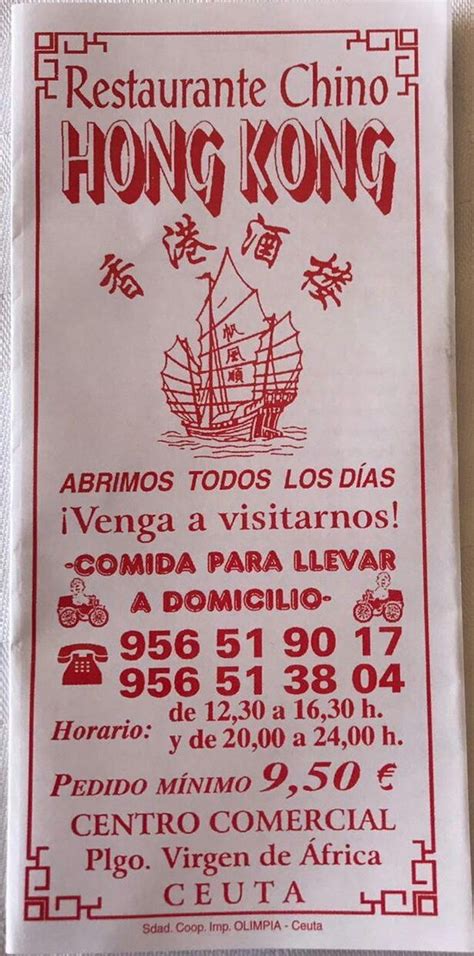 Restaurante Chino
HONG KONG
香港酒楼
帆風順
ABRIMOS TODOS LOS DÍAS
¡Venga a visitarnos!
-COMIDA PARA LLEVAR
A DOMICILIO-
956 51 90 17
956 51 38 04
Horario: de 12,30 a 16,30 h.
y de 20,00 a 24,00 h.
PEDIDO MÍNIMO 9,50 €
CENTRO COMERCIAL
Plgo. Virgen de África
CEUTA
Sdad. Coop. Imp. OLIMPIA - Ceuta